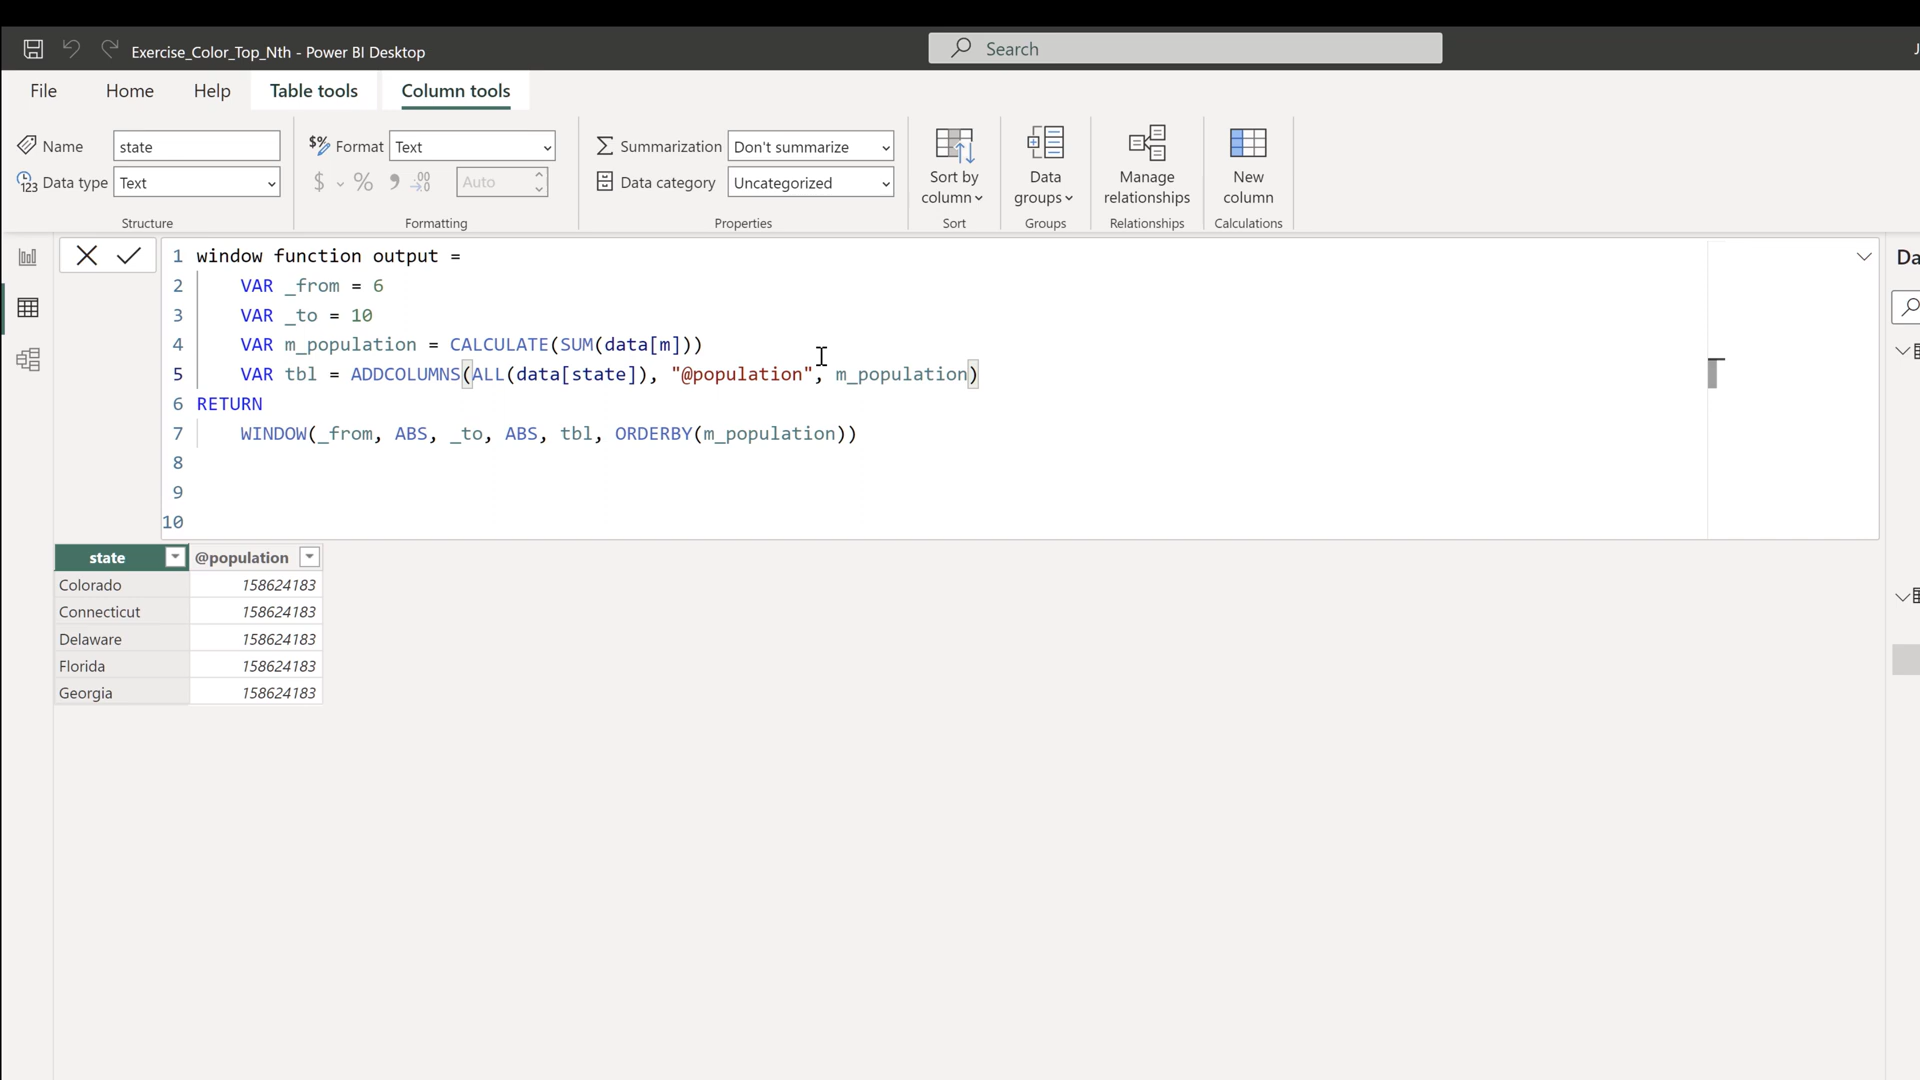 Exercise_Color_Top_Nth - Power BI Desktop
Search
File
Home
Help
Table tools
Column tools
Name
state
Data type
Text
Structure
Format
Text
$
%
Auto
Formatting
Summarization
Don't summarize
Data category
Uncategorized
Properties
Sort by
column
Sort
Data
groups
Groups
Manage
relationships
Relationships
New
column
Calculations
Da
1 window function output =
2 VAR _from = 6
3 VAR _to = 10
4 VAR m_population = CALCULATE(SUM(data[m]))
5 VAR tbl = ADDCOLUMNS(ALL(data[state]), "@population", m_population)
6 RETURN
7 WINDOW(_from, ABS, _to, ABS, tbl, ORDERBY(m_population))
8
9
10
state @population
Colorado 158624183
Connecticut 158624183
Delaware 158624183
Florida 158624183
Georgia 158624183